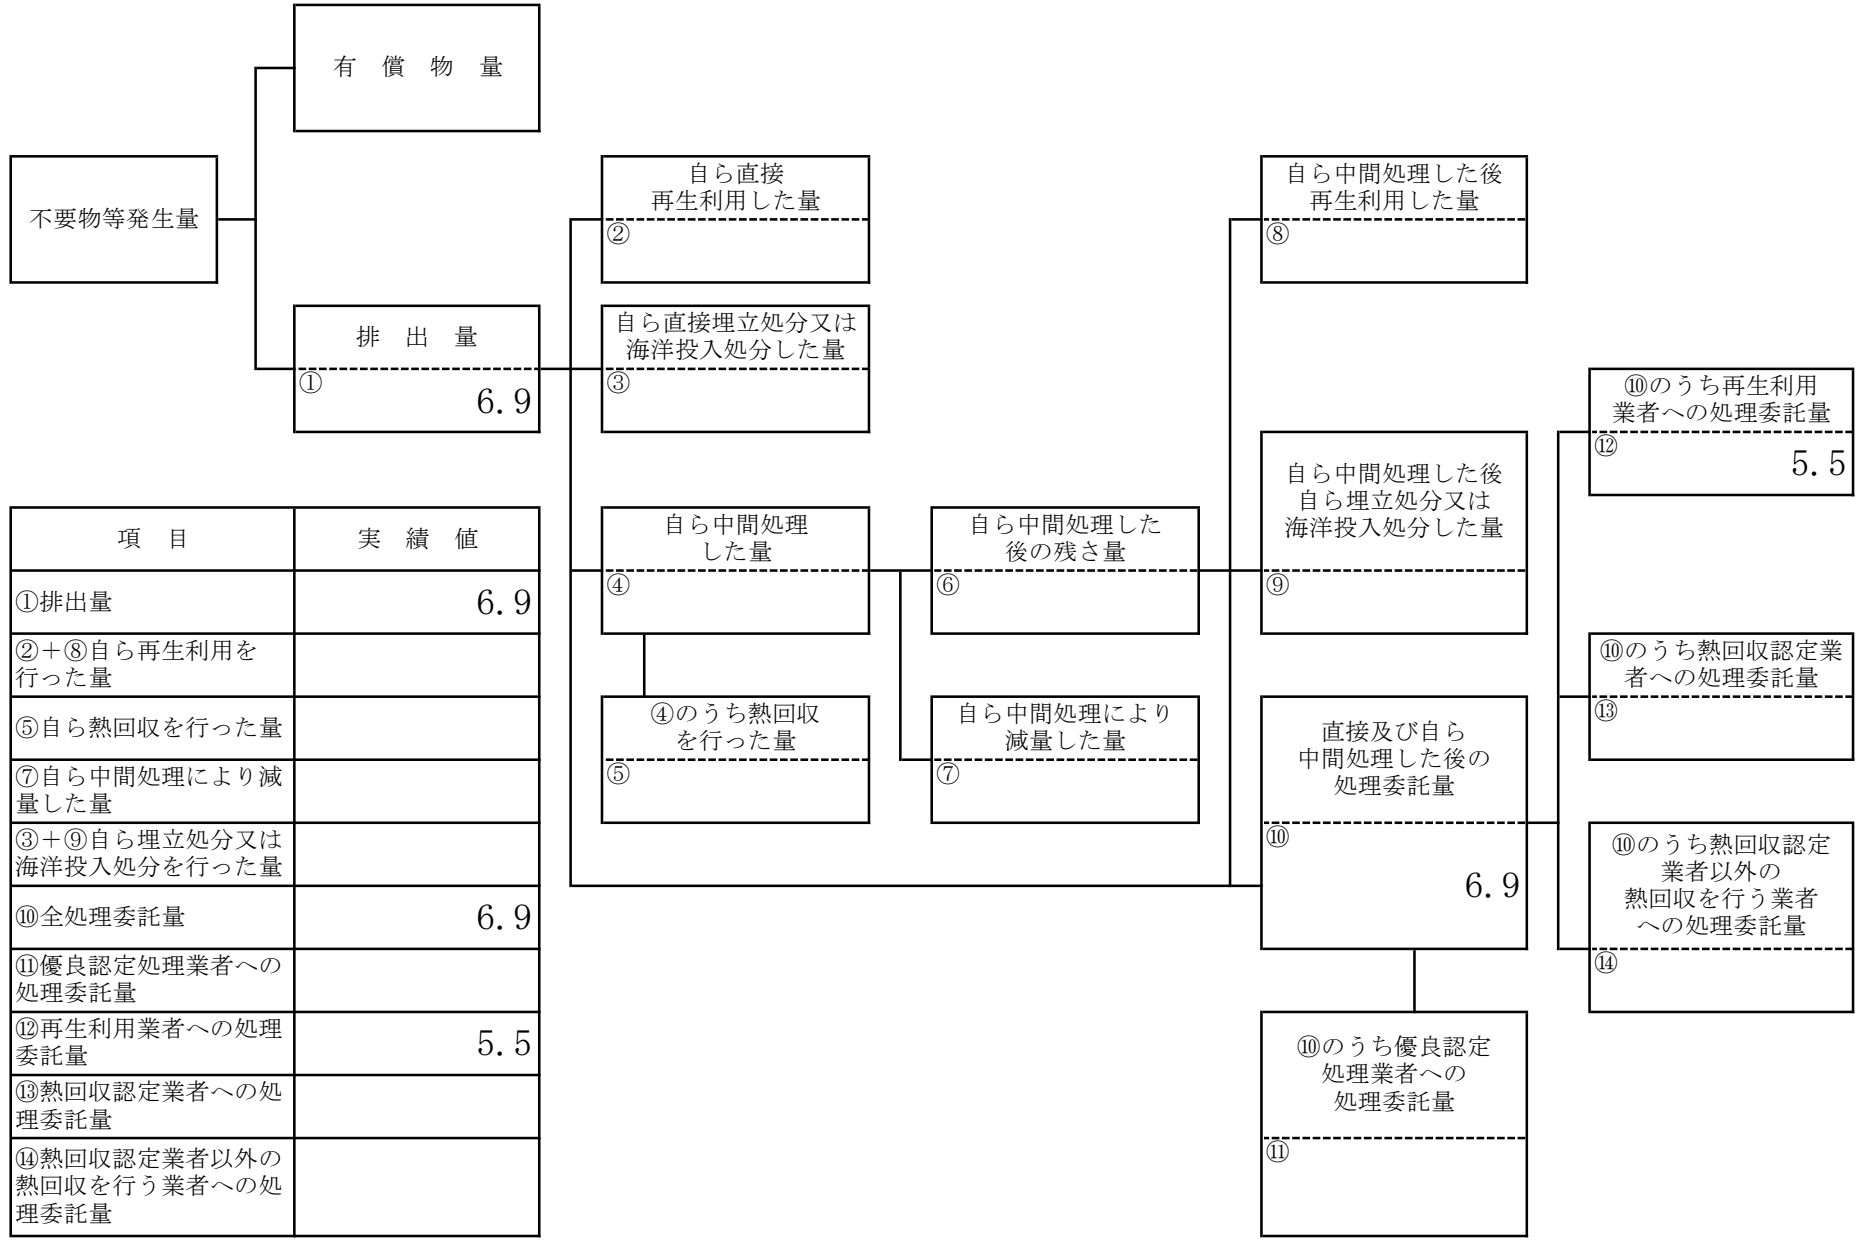 有　償　物　量
不要物等発生量
排　出　量
①
6.9
自ら直接
再生利用した量
②
自ら直接埋立処分又は
海洋投入処分した量
③
自ら中間処理
した量
④
④のうち熱回収
を行った量
⑤
自ら中間処理した
後の残さ量
⑥
自ら中間処理により
減量した量
⑦
自ら中間処理した後
再生利用した量
⑧
自ら中間処理した後
自ら埋立処分又は
海洋投入処分した量
⑨
直接及び自ら
中間処理した後の
処理委託量
⑩
6.9
⑩のうち優良認定
処理業者への
処理委託量
⑪
⑩のうち再生利用
業者への処理委託量
⑫
5.5
⑩のうち熱回収認定業
者への処理委託量
⑬
⑩のうち熱回収認定
業者以外の
熱回収を行う業者
への処理委託量
⑭
項　目　実　績　値
①排出量　6.9
②＋⑧自ら再生利用を
行った量
⑤自ら熱回収を行った量
⑦自ら中間処理により減
量した量
③＋⑨自ら埋立処分又は
海洋投入処分を行った量
⑩全処理委託量　6.9
⑪優良認定処理業者への
処理委託量
⑫再生利用業者への処理
委託量　5.5
⑬熱回収認定業者への処
理委託量
⑭熱回収認定業者以外の
熱回収を行う業者への処
理委託量